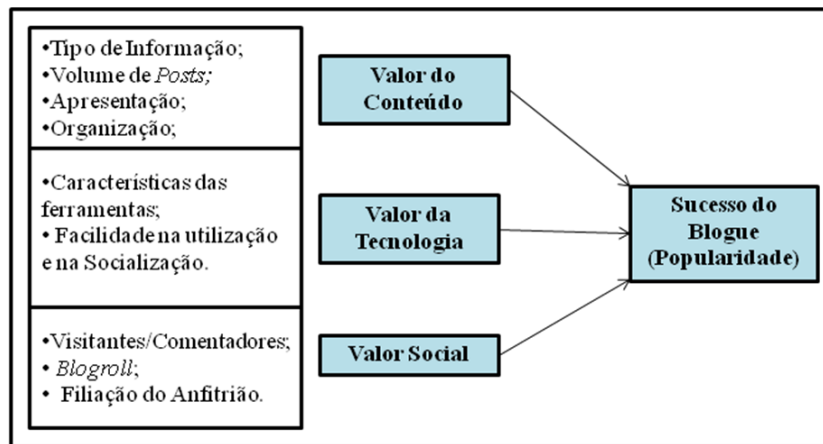 •Tipo de Informação;
•Volume de Posts;
•Apresentação;
•Organização;
Valor do
Conteúdo
•Características das
ferramentas;
• Facilidade na utilização
e na Socialização.
Valor da
Tecnologia
Sucesso do
Blogue
(Popularidade)
•Visitantes/Comentadores;
• Blogroll;
• Filiação do Anfitrião.
Valor Social